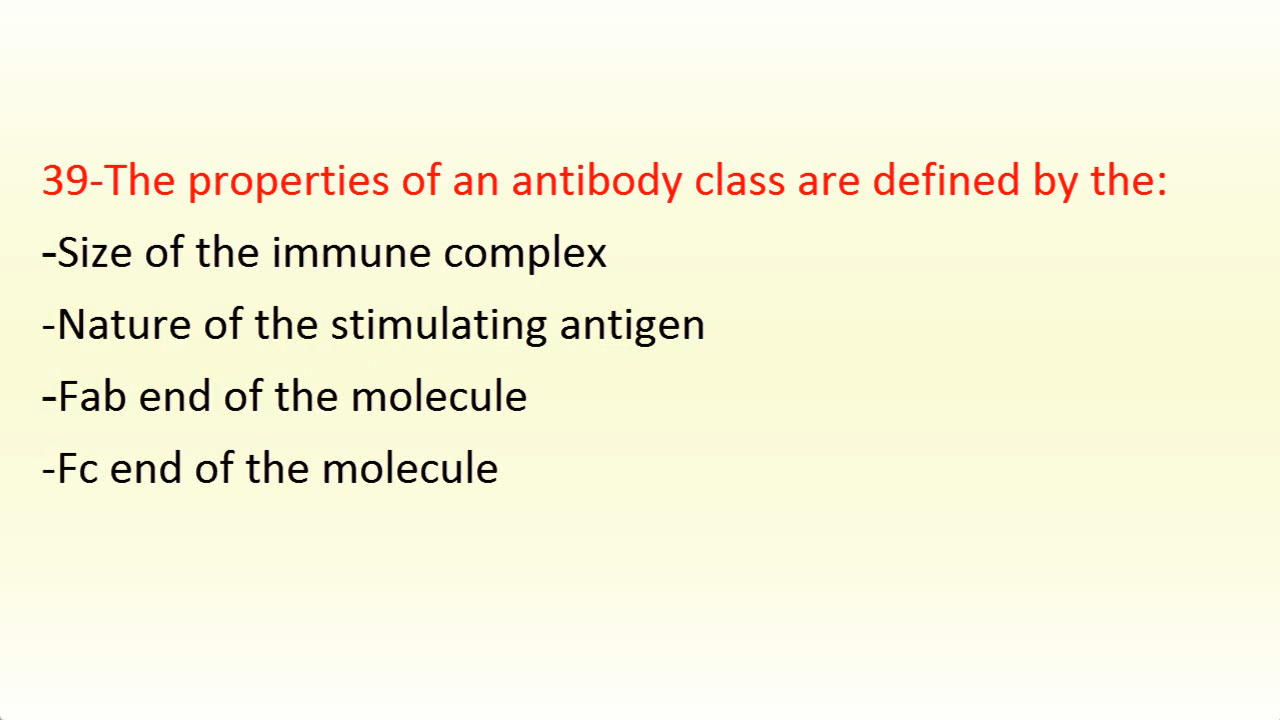 39-The properties of an antibody class are defined by the:
-Size of the immune complex
-Nature of the stimulating antigen
-Fab end of the molecule
-Fc end of the molecule